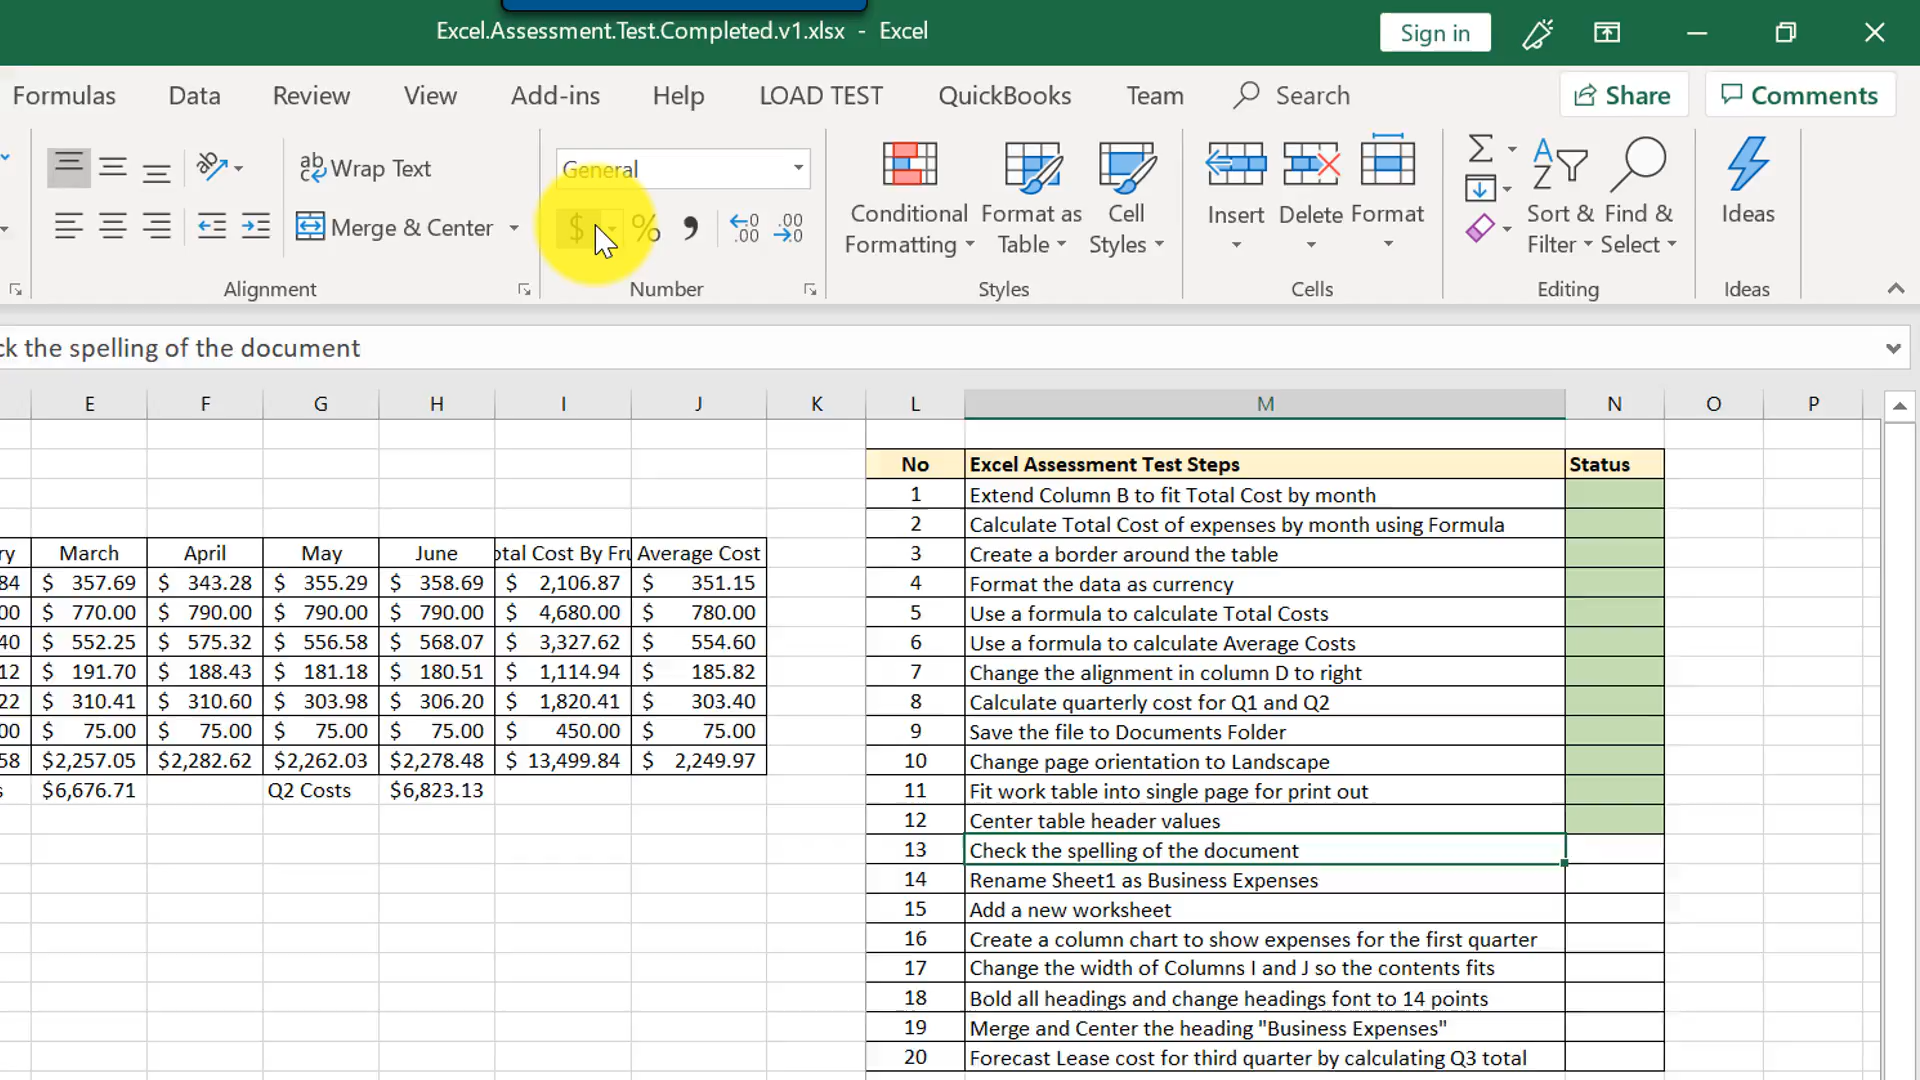 Excel.Assessment.Test.Completed.v1.xlsx - Excel
Sign in
Formulas Data Review View Add-ins Help LOAD TEST QuickBooks Team Search Share Comments
ab Wrap Text
General
Merge & Center
$ % ,
Conditional Formatting
Format as Table
Cell Styles
Insert
Delete
Format
Sort & Filter
Find & Select
Ideas
Alignment Number Styles Cells Editing Ideas
ck the spelling of the document
E F G H I J K L M N O P
No Excel Assessment Test Steps Status
1 Extend Column B to fit Total Cost by month
2 Calculate Total Cost of expenses by month using Formula
ry March April May June otal Cost By Fru Average Cost 3 Create a border around the table
84 $ 357.69 $ 343.28 $ 355.29 $ 358.69 $ 2,106.87 $ 351.15 4 Format the data as currency
00 $ 770.00 $ 790.00 $ 790.00 $ 790.00 $ 4,680.00 $ 780.00 5 Use a formula to calculate Total Costs
40 $ 552.25 $ 575.32 $ 556.58 $ 568.07 $ 3,327.62 $ 554.60 6 Use a formula to calculate Average Costs
12 $ 191.70 $ 188.43 $ 181.18 $ 180.51 $ 1,114.94 $ 185.82 7 Change the alignment in column D to right
22 $ 310.41 $ 310.60 $ 303.98 $ 306.20 $ 1,820.41 $ 303.40 8 Calculate quarterly cost for Q1 and Q2
00 $ 75.00 $ 75.00 $ 75.00 $ 75.00 $ 450.00 $ 75.00 9 Save the file to Documents Folder
58 $2,257.05 $2,282.62 $2,262.03 $2,278.48 $ 13,499.84 $ 2,249.97 10 Change page orientation to Landscape
s $6,676.71 Q2 Costs $6,823.13 11 Fit work table into single page for print out
12 Center table header values
13 Check the spelling of the document
14 Rename Sheet1 as Business Expenses
15 Add a new worksheet
16 Create a column chart to show expenses for the first quarter
17 Change the width of Columns I and J so the contents fits
18 Bold all headings and change headings font to 14 points
19 Merge and Center the heading "Business Expenses"
20 Forecast Lease cost for third quarter by calculating Q3 total